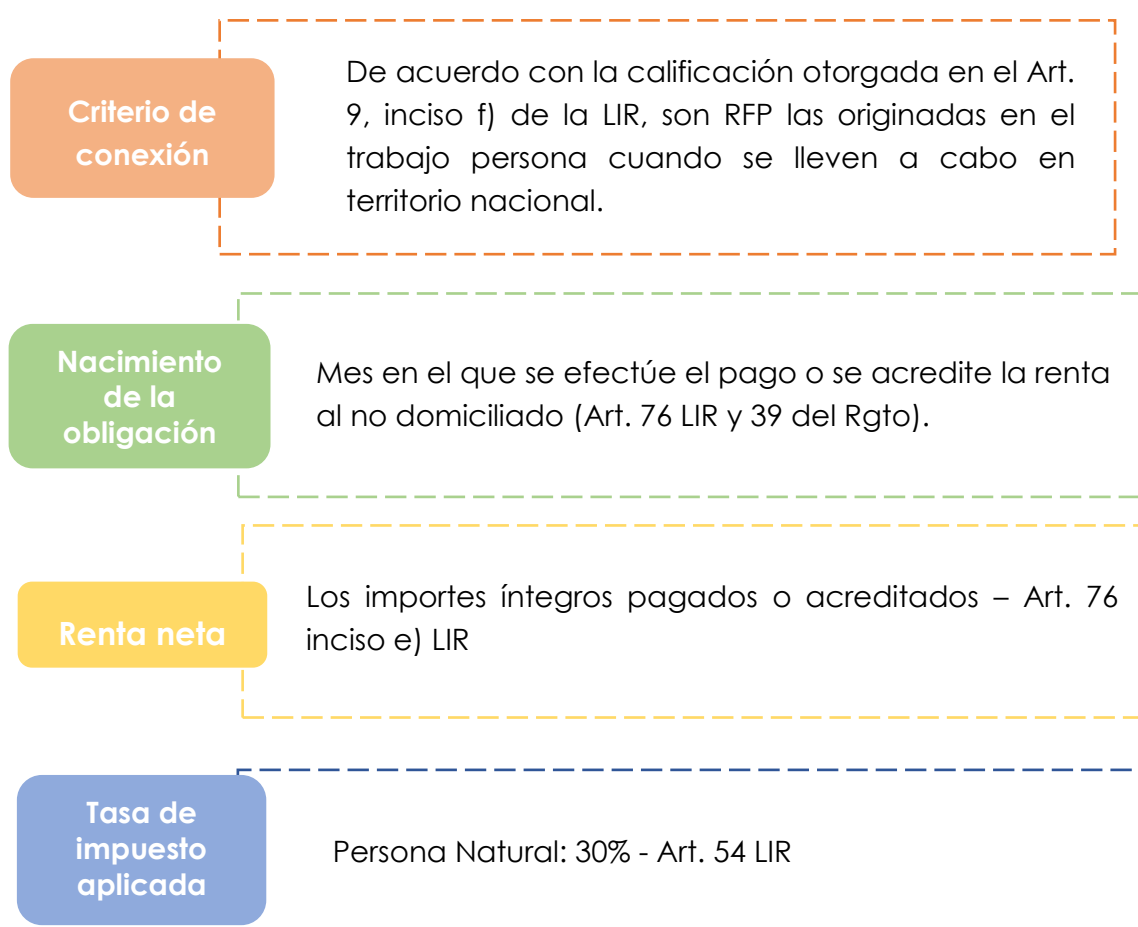 Criterio de
conexión
De acuerdo con la calificación otorgada en el Art.
9, inciso f) de la LIR, son RFP las originadas en el
trabajo persona cuando se lleven a cabo en
territorio nacional.
Nacimiento
de la
obligación
Mes en el que se efectúe el pago o se acredite la renta
al no domiciliado (Art. 76 LIR y 39 del Rgto).
Renta neta
Los importes íntegros pagados o acreditados – Art. 76
inciso e) LIR
Tasa de
impuesto
aplicada
Persona Natural: 30% - Art. 54 LIR